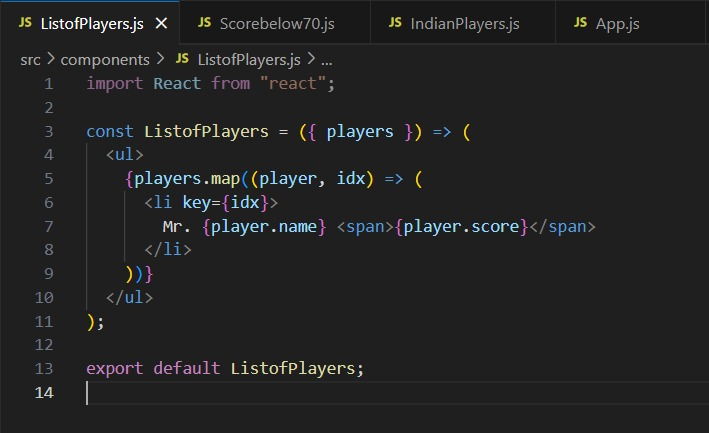 JS ListofPlayers.js × JS Scorebelow70.js JS IndianPlayers.js JS App.js
src > components > JS ListofPlayers.js > ...
1 import React from "react";
2
3 const ListofPlayers = ({ players }) => (
4 <ul>
5 {players.map((player, idx) => (
6 <li key={idx}>
7 Mr. {player.name} <span>{player.score}</span>
8 </li>
9 ))}
10 </ul>
11 );
12
13 export default ListofPlayers;
14